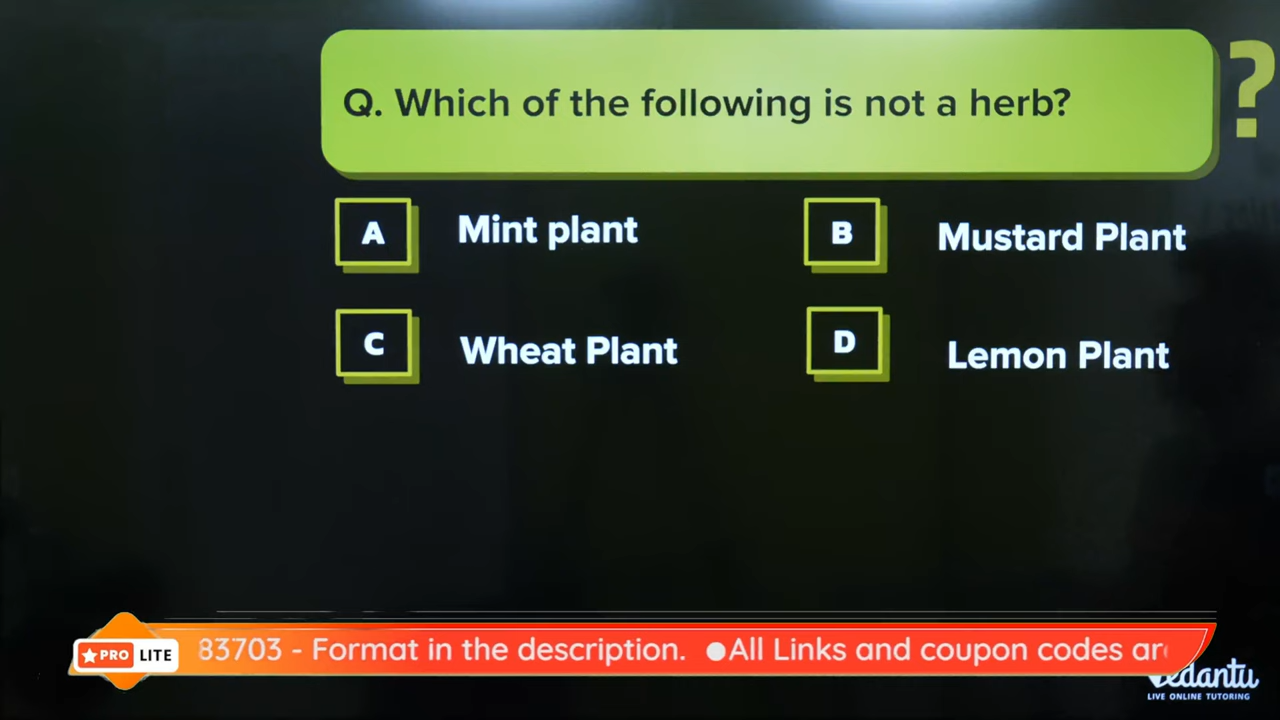 Q. Which of the following is not a herb?
?
A Mint plant
B Mustard Plant
C Wheat Plant
D Lemon Plant
PRO LITE
83703 - Format in the description. ●All Links and coupon codes
LIVE ONLINE TUTORING